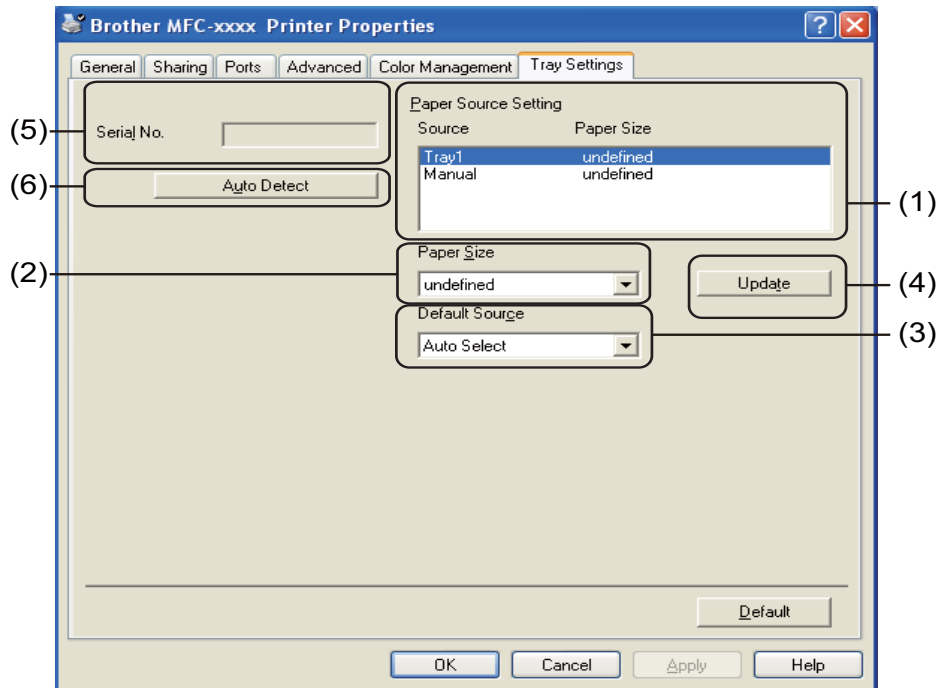 Brother MFC-xxxx Printer Properties
?
General Sharing Ports Advanced Color Management Tray Settings
(5)
Serial No.
(6)
Auto Detect
Paper Source Setting
Source Paper Size
Tray1 undefined
Manual undefined
(1)
(2)
Paper Size
undefined
Update
(4)
Default Source
Auto Select
(3)
Default
OK Cancel Apply Help